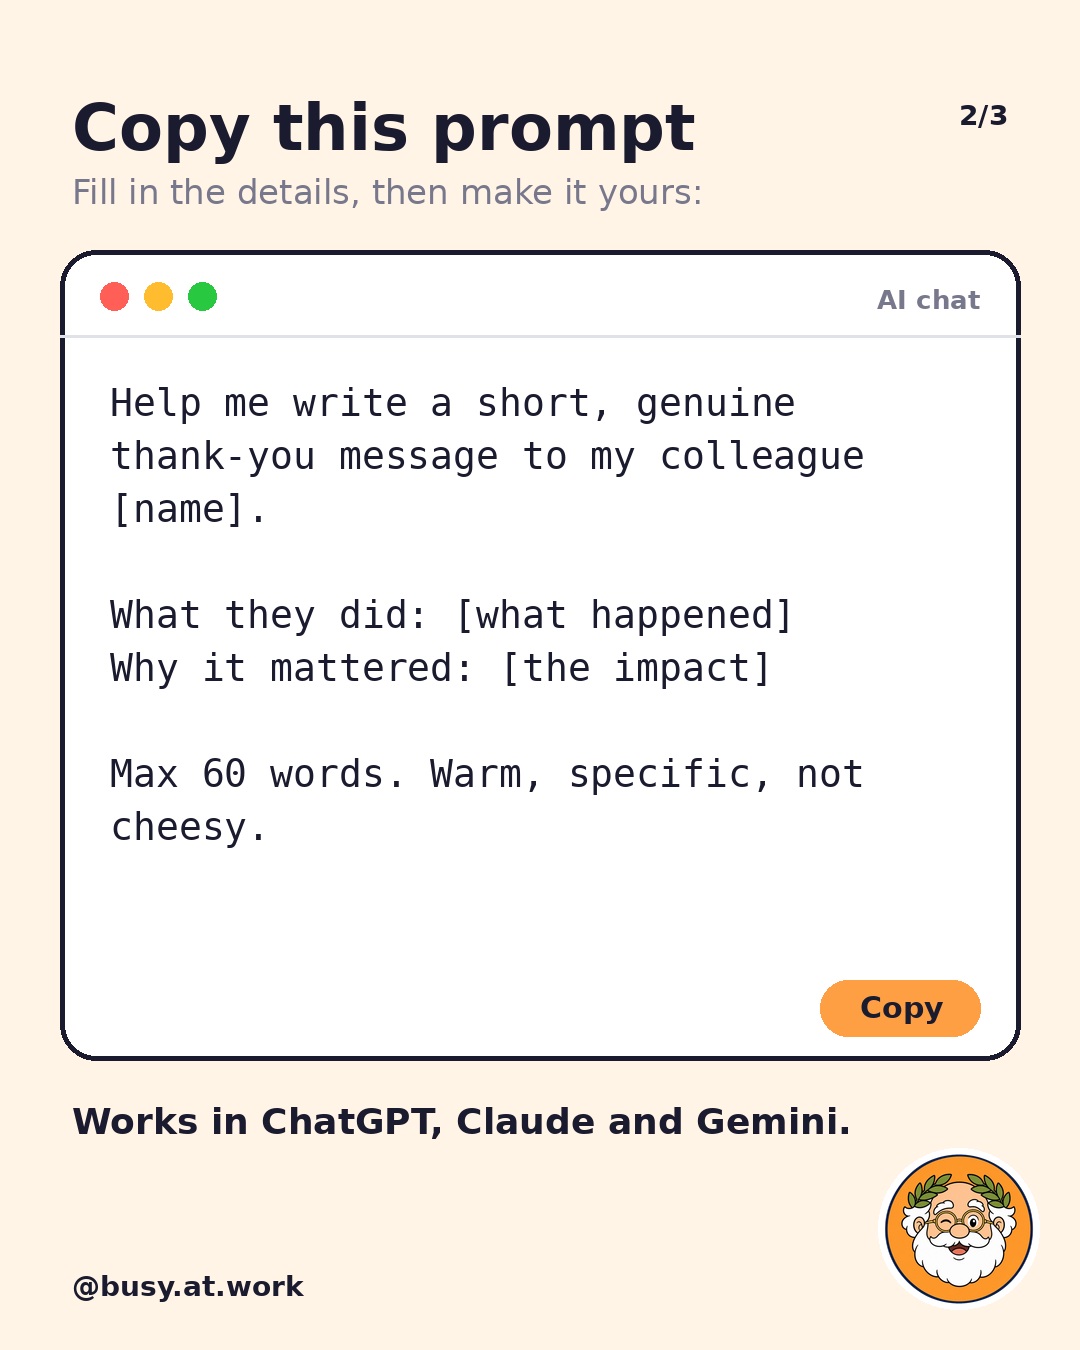 Copy this prompt
2/3
Fill in the details, then make it yours:
AI chat
Help me write a short, genuine
thank-you message to my colleague
[name].
What they did: [what happened]
Why it mattered: [the impact]
Max 60 words. Warm, specific, not
cheesy.
Copy
Works in ChatGPT, Claude and Gemini.
@busy.at.work